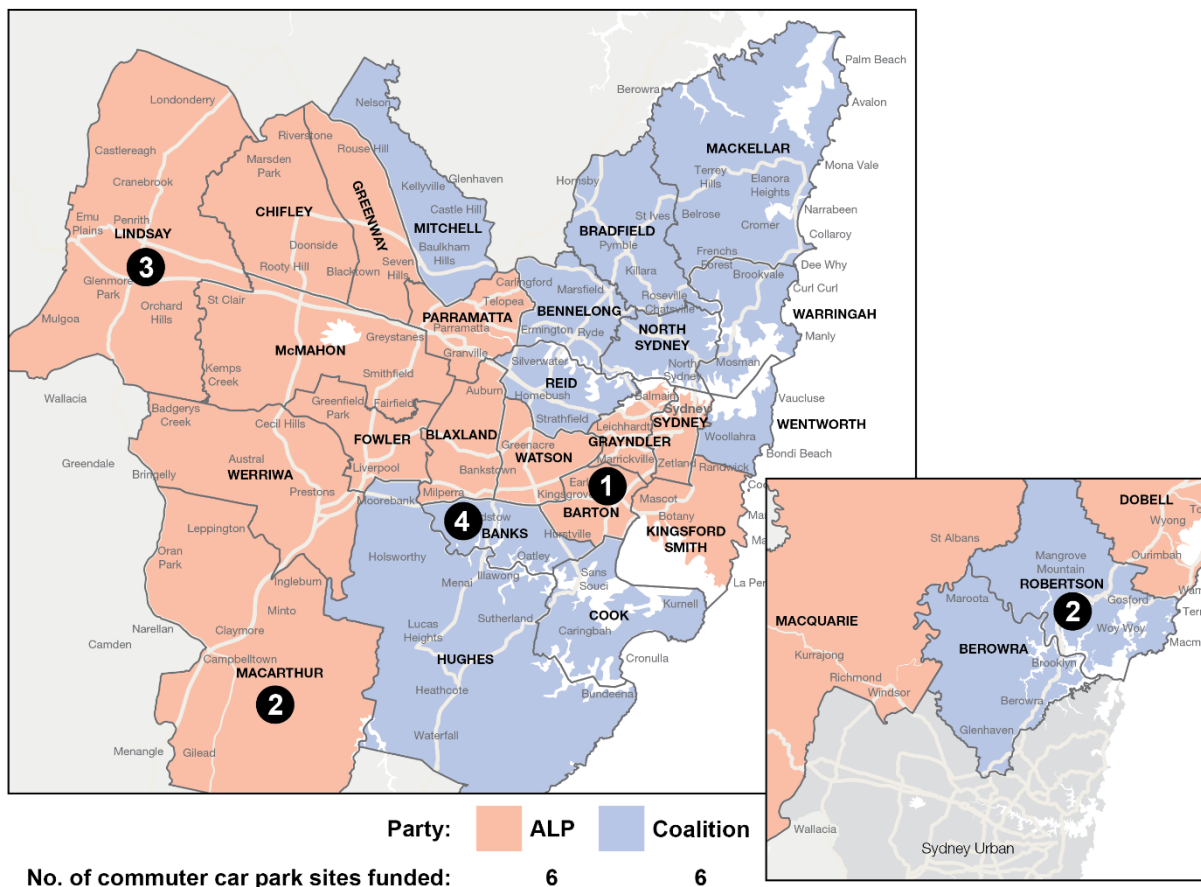 Palm Beach
Berowra
Londonderry
Nelson
Avalon
Riverstone
Rouse Hill
Castlereagh
Marsden
Park
MACKELLAR
Mona Vale
Cranebrook
Kellyville
Glenhaven
Hornsby
Terrey
Hills
Elanora
Heights
GREENWAY
Emu
Plains
Penrith
LINDSAY
CHIFLEY
Castle Hill
MITCHELL
St Ives
Belrose
Cromer
Narrabeen
BRADFIELD
Collaroy
3
Doonside
Baulkham
Hills
Pymble
Frenchs
Forest
Dee Why
Glenmore
Park
Rooty Hill
Blacktown
Seven
Hills
Killara
Brookvale
St Clair
Carlingford
Marsfield
Roseville
Curl Curl
Orchard
Hills
Telopea
BENNELONG
Chatsville
WARRINGAH
Mulgoa
PARRAMATTA
Parramatta
Ermington
Ryde
NORTH
SYDNEY
Manly
McMAHON
Greystanes
Granville
Silverwater
North
Sydney
Mosman
Kemps
Creek
Smithfield
REID
Homebush
Wallacia
Auburn
Balmain
Vaucluse
Badgerys
Creek
Greenfield
Park
Fairfield
Strathfield
Sydney
SYDNEY
WENTWORTH
Cecil Hills
FOWLER
BLAXLAND
Greenacre
Leichhardt
GRAYNDLER
Woollahra
Greendale
Austral
WERRIWA
Liverpool
Bankstown
WATSON
Marrickville
Zetland
Randwick
Bondi Beach
Bringelly
Prestons
Milperra
Kingsgrove
1
Mascot
Moorebank
BARTON
Botany
4
BANKS
Hurstville
KINGSFORD
SMITH
Leppington
Holsworthy
Oatley
Oran
Park
Menai
Illawong
Sans
Souci
Ingleburn
Minto
Lucas
Heights
Sutherland
COOK
Kurnell
Narellan
Claymore
Caringbah
Camden
Campbelltown
MACARTHUR
HUGHES
Cronulla
2
Heathcote
Bundeena
Waterfall
Menangle
Gilead
DOBELL
Wyong
St Albans
Ourimbah
Mangrove
Mountain
ROBERTSON
Maroota
2
Gosford
MACQUARIE
Woy Woy
BEROWRA
Kurrajong
Brooklyn
Richmond
Windsor
Berowra
Glenhaven
Wallacia
Sydney Urban
Party: ALP Coalition
No. of commuter car park sites funded: 6 6